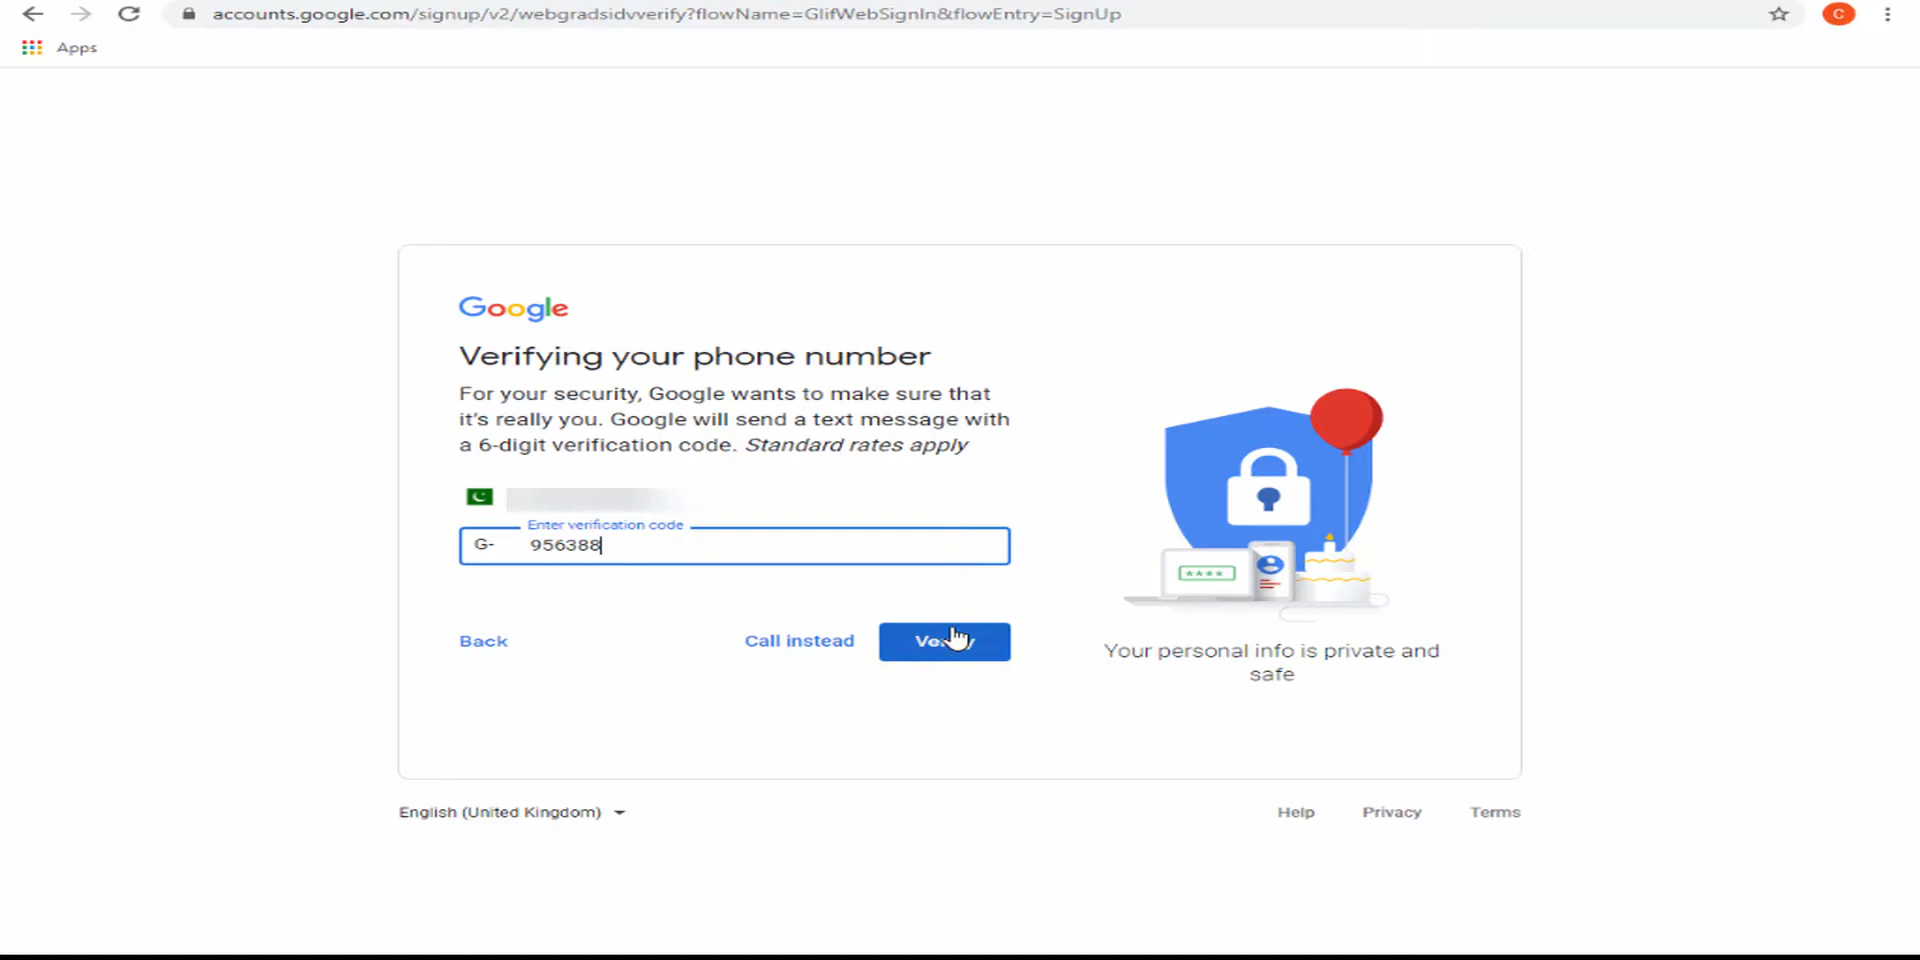 accounts.google.com/signup/v2/webgradsidvverify?flowName=GlifWebSignIn&flowEntry=SignUp
C
Apps
Google
Verifying your phone number
For your security, Google wants to make sure that
it's really you. Google will send a text message with
a 6-digit verification code. Standard rates apply
Enter verification code
G- 956388
Back
Call instead
****
Your personal info is private and
safe
English (United Kingdom)
Help
Privacy
Terms